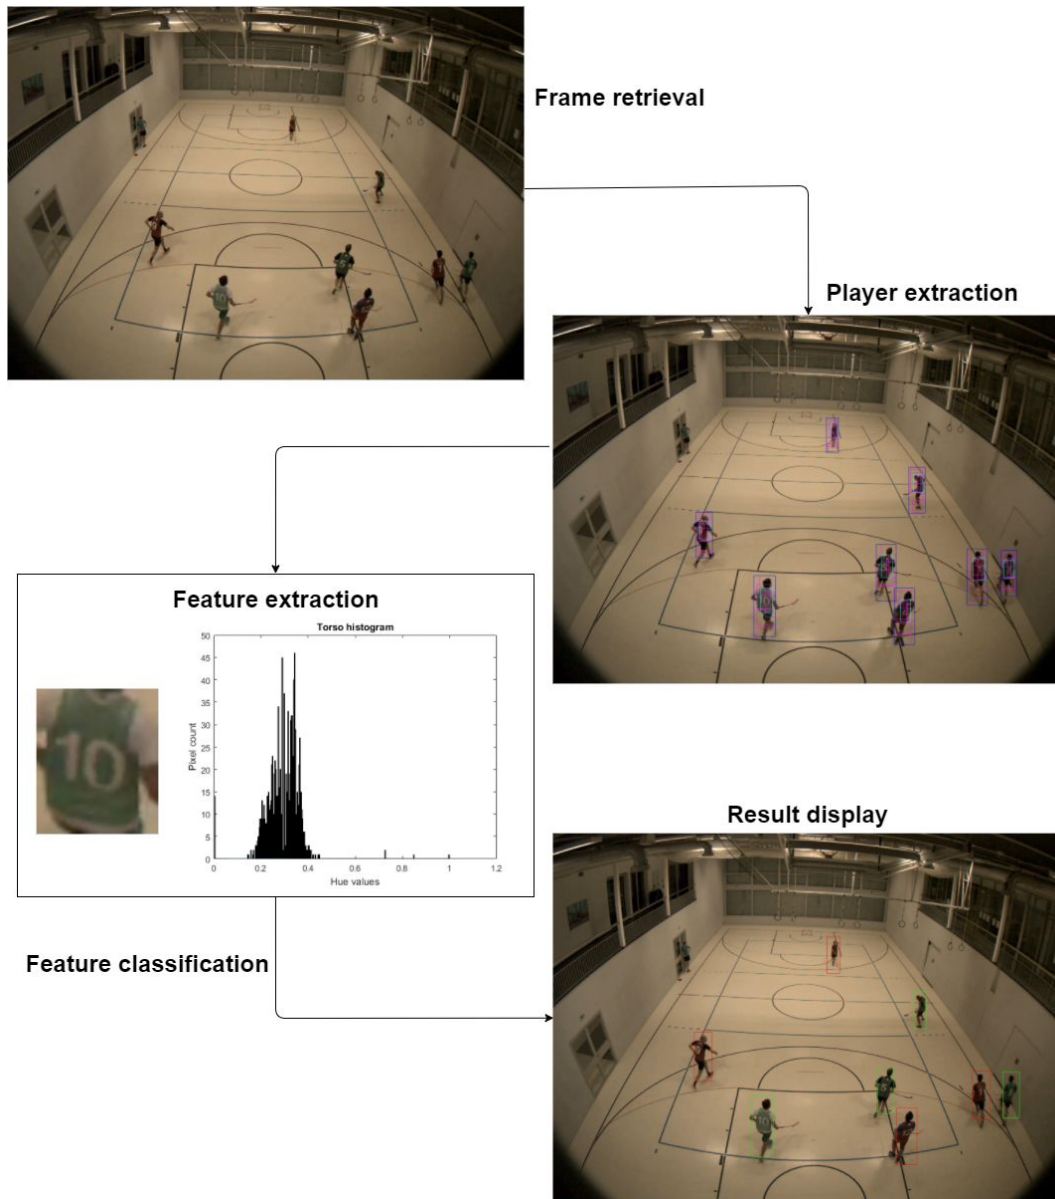 Frame retrieval
Player extraction
Feature extraction
Torso histogram
50
45
40
35
30
25
20
15
10
5
0
Pixel count
0 0.2 0.4 0.6 0.8 1 1.2
Hue values
10
Feature classification
Result display
10